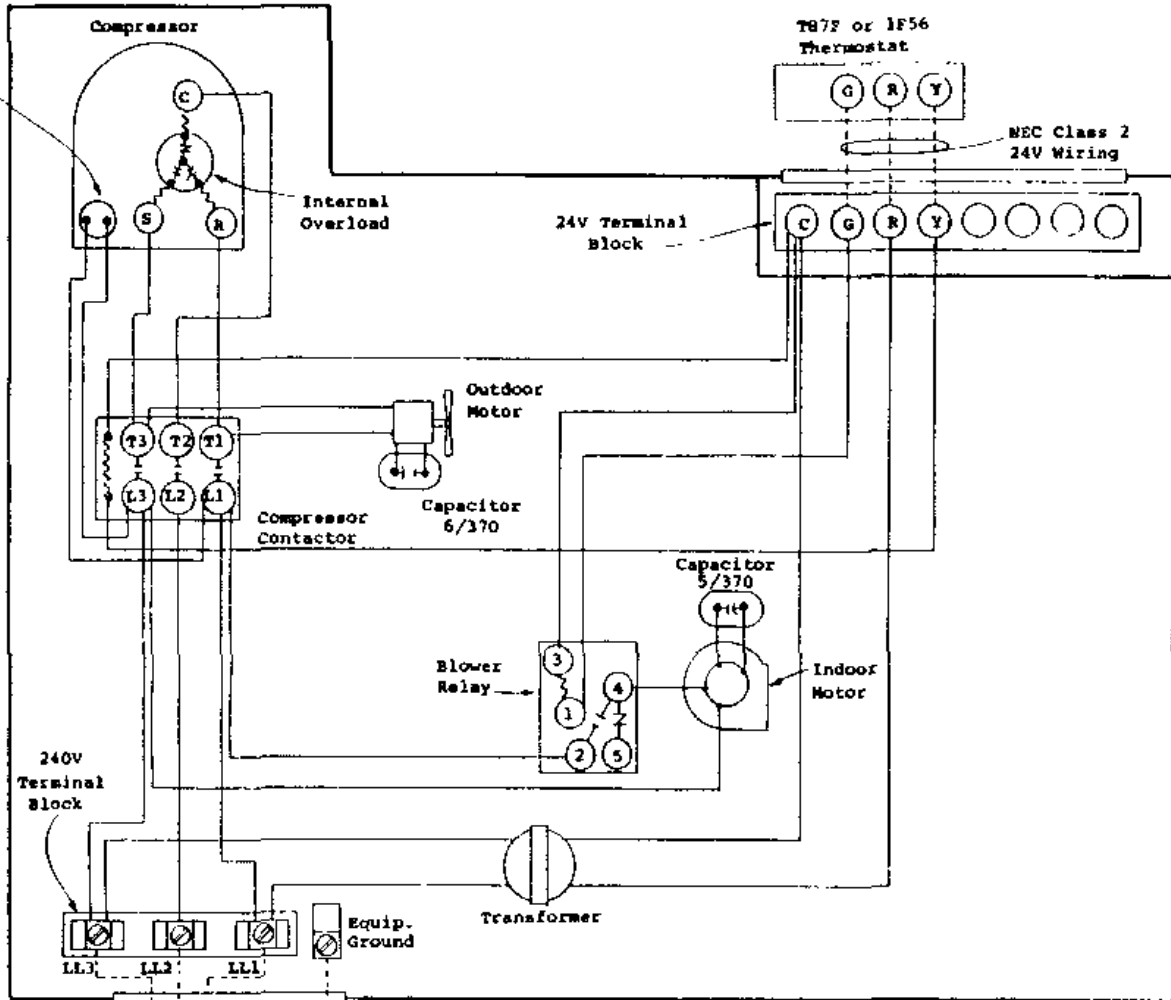 Compressor
T87F or 1F56
Thermostat
C
G
R
Y
NEC Class 2
24V Wiring
Internal
Overload
S
R
24V Terminal
Block
C
G
R
Y
Outdoor
Motor
T3
T2
T1
L3
L2
L1
Capacitor
6/370
Compressor
Contactor
Capacitor
5/370
Blower
Relay
3
4
1
2
5
Indoor
Motor
240V
Terminal
Block
Transformer
Equip.
Ground
LL3
LL2
LL1